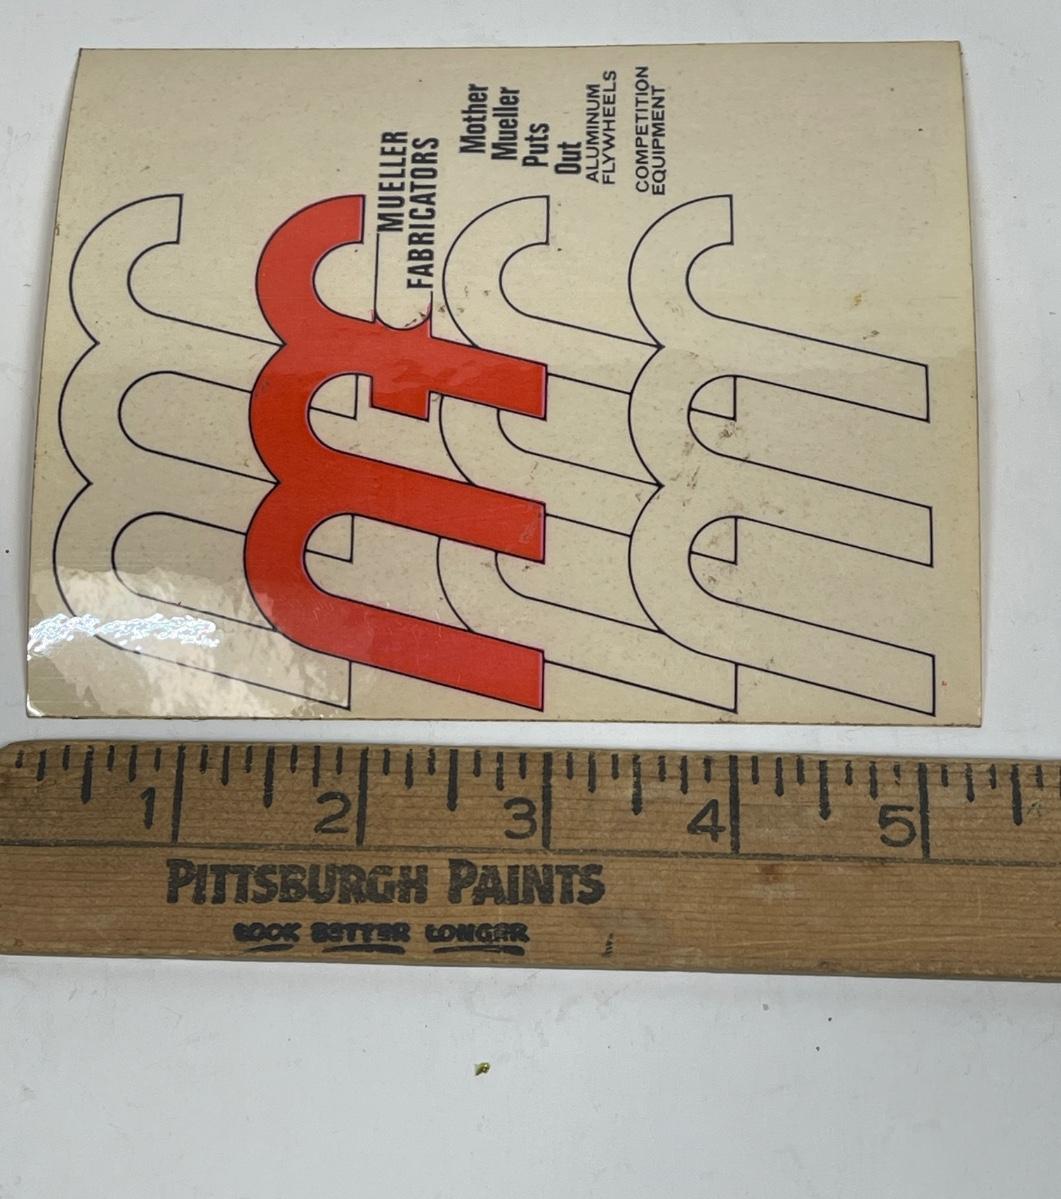 MUELLER
FABRICATORS
Mother
Mueller
Puts
Out
ALUMINUM
FLYWHEELS
COMPETITION
EQUIPMENT
1 2 3 4 5
PITTSBURGH PAINTS
LOOK BETTER LONGER